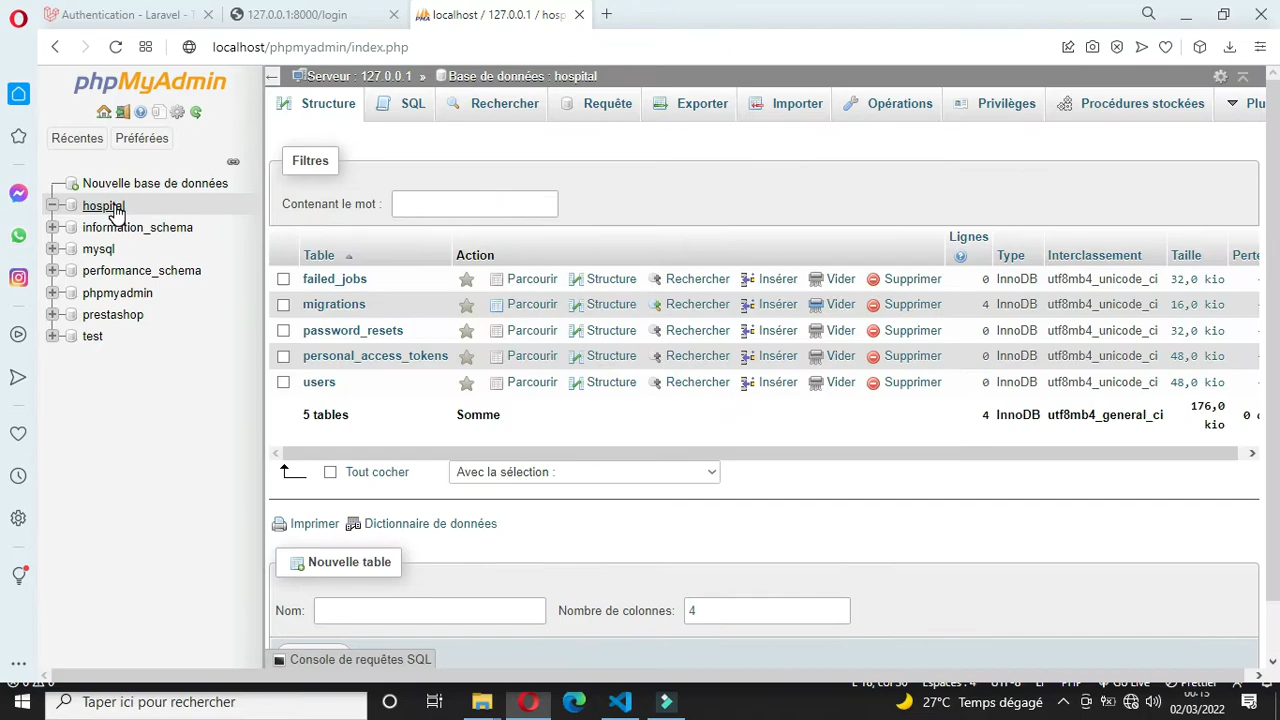 Authentication - Laravel - T
127.0.0.1:8000/login
localhost / 127.0.0.1 / hosp
localhost/phpmyadmin/index.php
phpMyAdmin
Récentes
Préférées
Nouvelle base de données
hospital
information_schema
mysql
performance_schema
phpmyadmin
prestashop
test
Serveur : 127.0.0.1 » Base de données : hospital
Structure SQL Rechercher Requête Exporter Importer Opérations Privilèges Procédures stockées Plu
Filtres
Contenant le mot :
Table Action Lignes Type Interclassement Taille Perte
failed_jobs Parcourir Structure Rechercher Insérer Vider Supprimer 0 InnoDB utf8mb4_unicode_ci 32,0 kio -
migrations Parcourir Structure Rechercher Insérer Vider Supprimer 4 InnoDB utf8mb4_unicode_ci 16,0 kio -
password_resets Parcourir Structure Rechercher Insérer Vider Supprimer 0 InnoDB utf8mb4_unicode_ci 32,0 kio -
personal_access_tokens Parcourir Structure Rechercher Insérer Vider Supprimer 0 InnoDB utf8mb4_unicode_ci 48,0 kio -
users Parcourir Structure Rechercher Insérer Vider Supprimer 0 InnoDB utf8mb4_unicode_ci 48,0 kio -
5 tables Somme 4 InnoDB utf8mb4_general_ci 176,0 kio 0
Tout cocher Avec la sélection :
Imprimer Dictionnaire de données
Nouvelle table
Nom: Nombre de colonnes: 4
Console de requêtes SQL
Taper ici pour rechercher
27°C Temps dégagé
00:15
02/03/2022